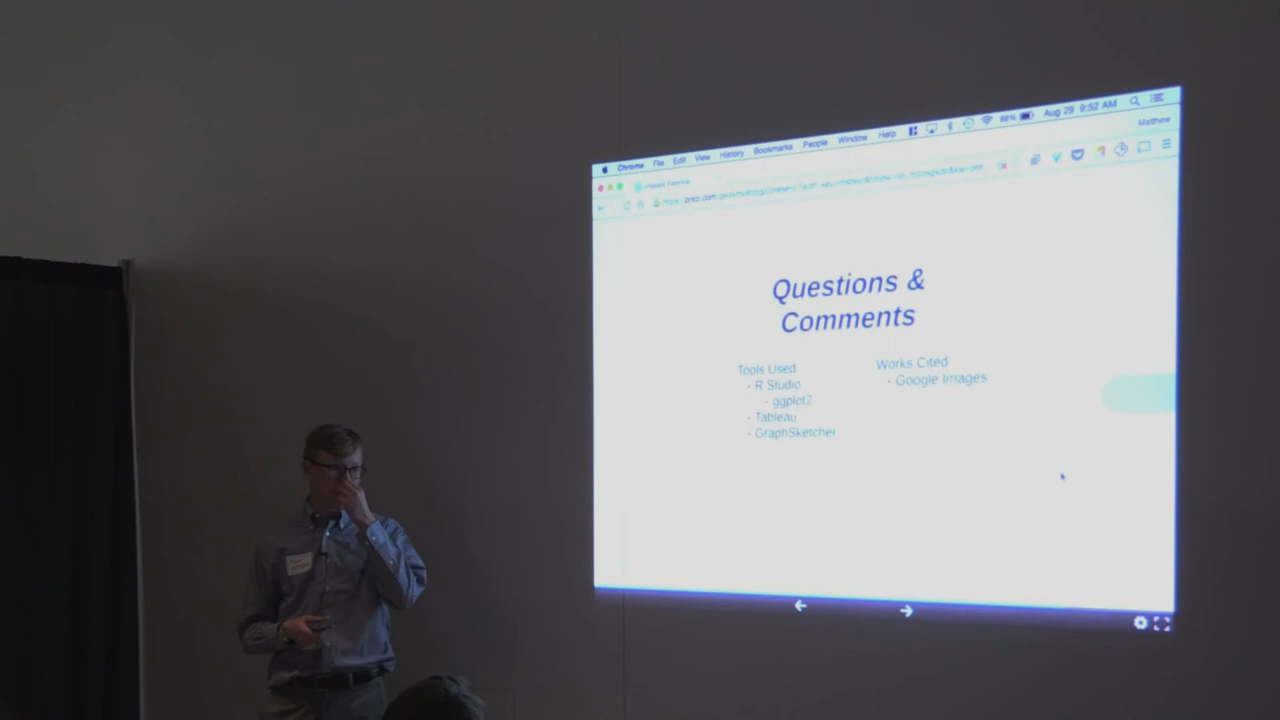 Chrome File Edit View History Bookmarks People Window Help 86% Aug 29 9:52 AM
Matthew
Questions &
Comments
Tools Used
- R Studio
- ggplot2
- Tableau
- GraphSketcher
Works Cited
- Google Images